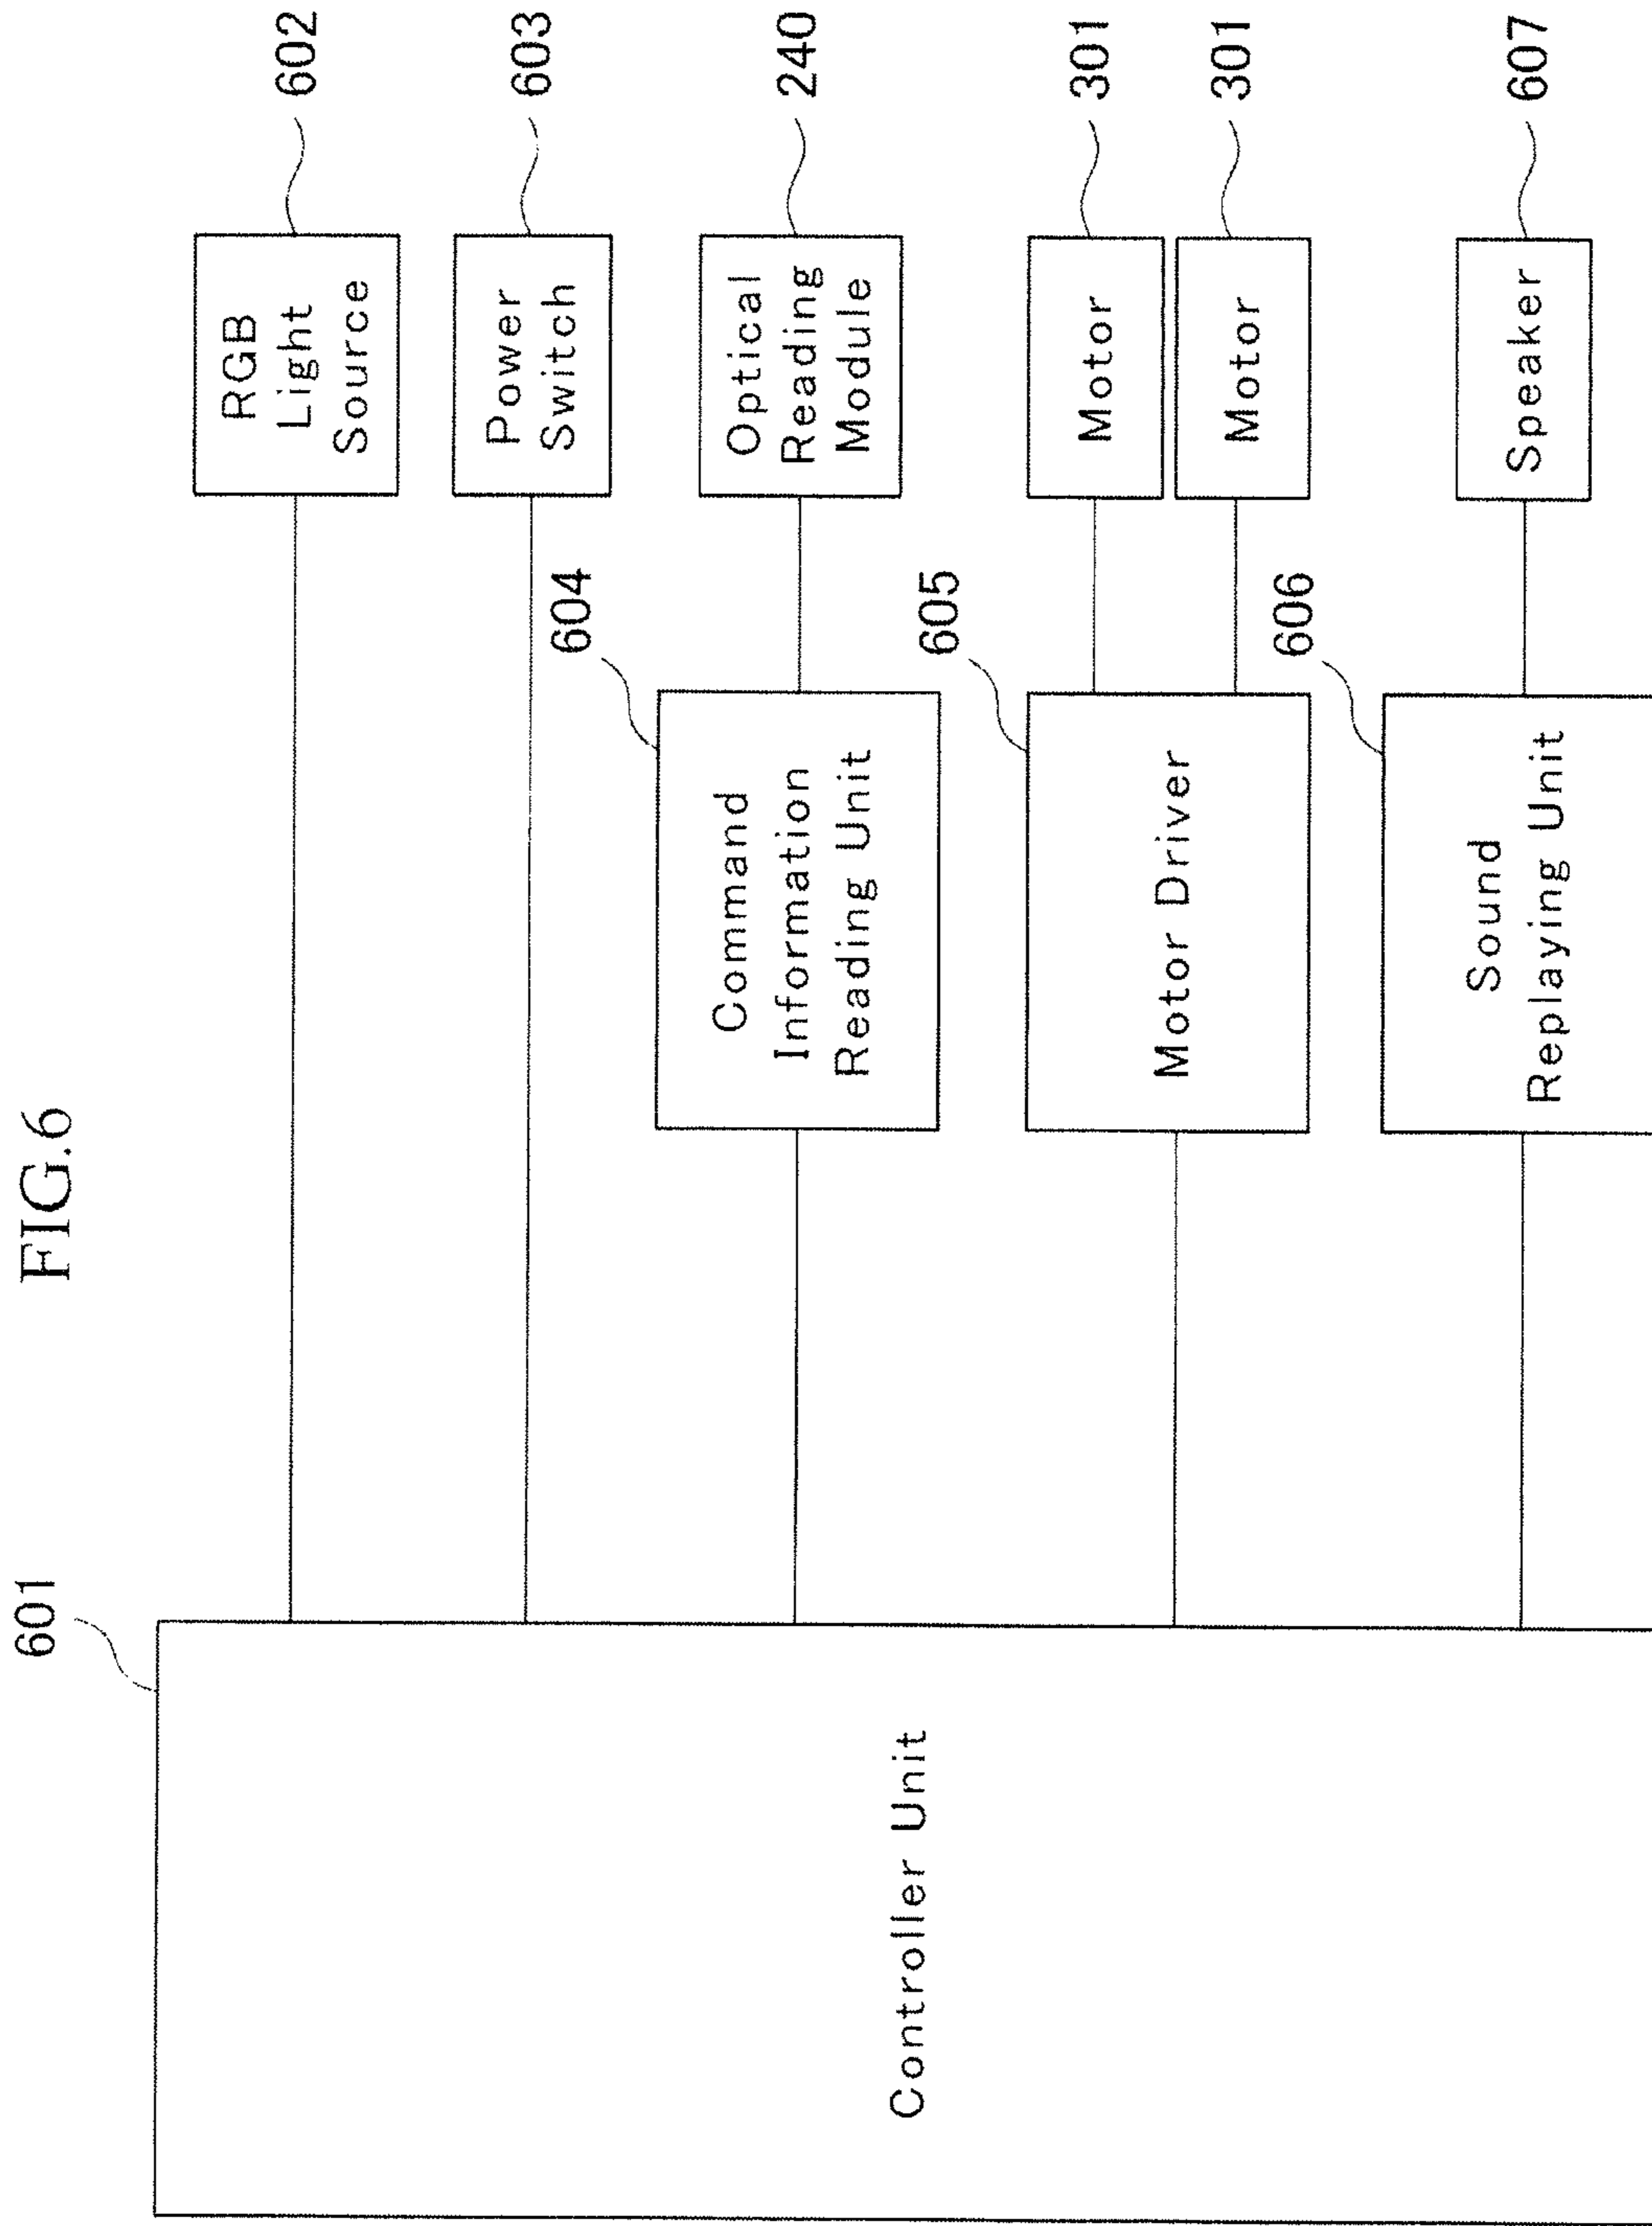 FIG.6
601
Controller Unit
RGB
Light
Source
602
Power
Switch
603
604
Command
Information
Reading Unit
Optical
Reading
Module
240
605
Motor Driver
Motor
301
Motor
301
606
Sound
Replaying Unit
Speaker
607